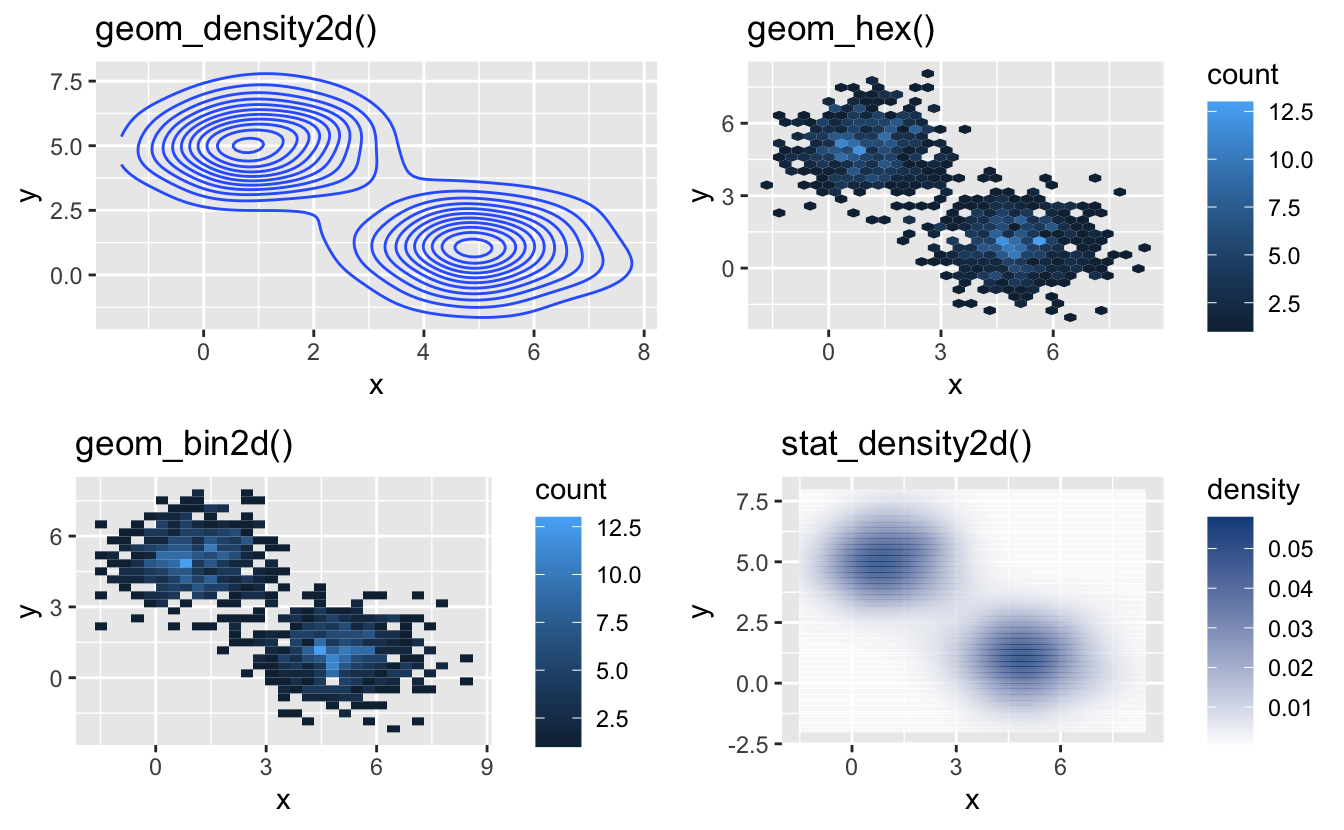 geom_density2d()
7.5
5.0
2.5
0.0
y
0 2 4 6 8
x
geom_hex()
6
3
0
y
0 3 6
x
count
12.5
10.0
7.5
5.0
2.5
geom_bin2d()
6
3
0
y
0 3 6 9
x
count
12.5
10.0
7.5
5.0
2.5
stat_density2d()
7.5
5.0
2.5
0.0
-2.5
y
0 3 6
x
density
0.05
0.04
0.03
0.02
0.01